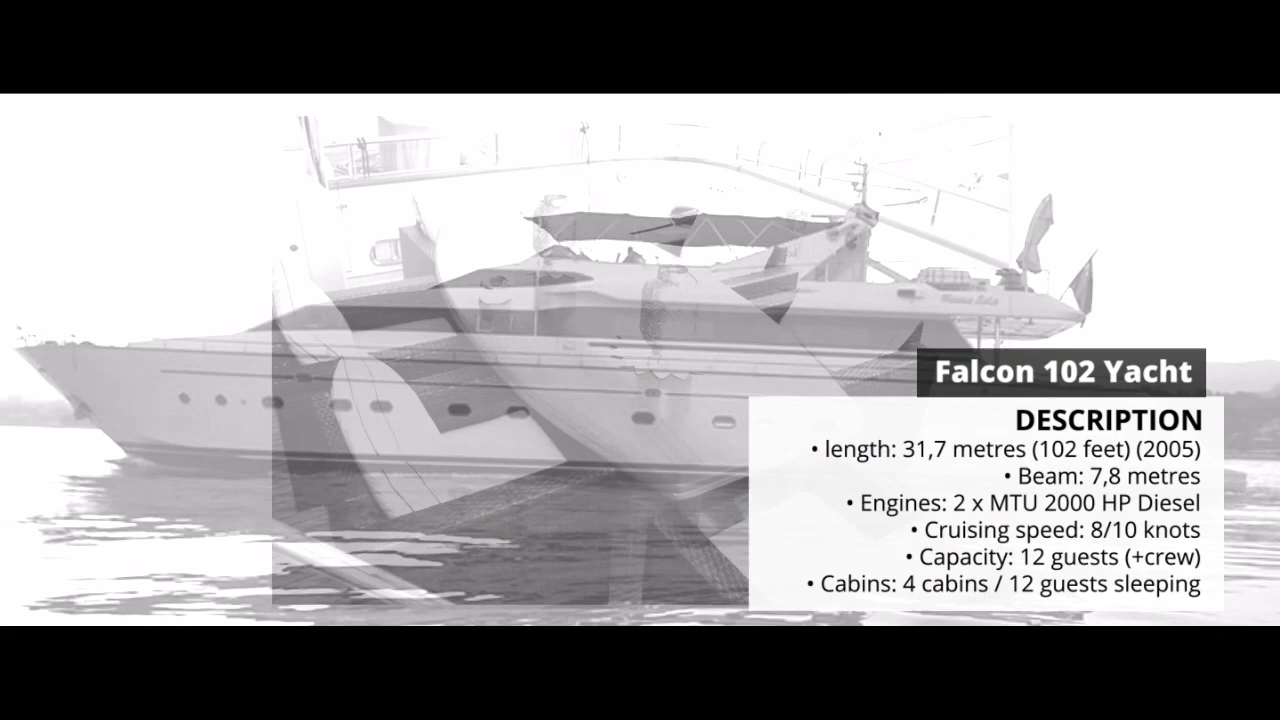 Falcon 102 Yacht
DESCRIPTION
• length: 31,7 metres (102 feet) (2005)
• Beam: 7,8 metres
• Engines: 2 x MTU 2000 HP Diesel
• Cruising speed: 8/10 knots
• Capacity: 12 guests (+crew)
• Cabins: 4 cabins / 12 guests sleeping